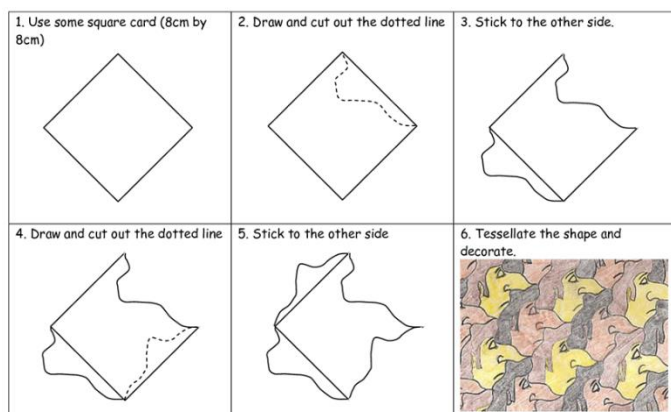 1. Use some square card (8cm by
8cm)
2. Draw and cut out the dotted line
3. Stick to the other side.
4. Draw and cut out the dotted line
5. Stick to the other side
6. Tessellate the shape and
decorate.